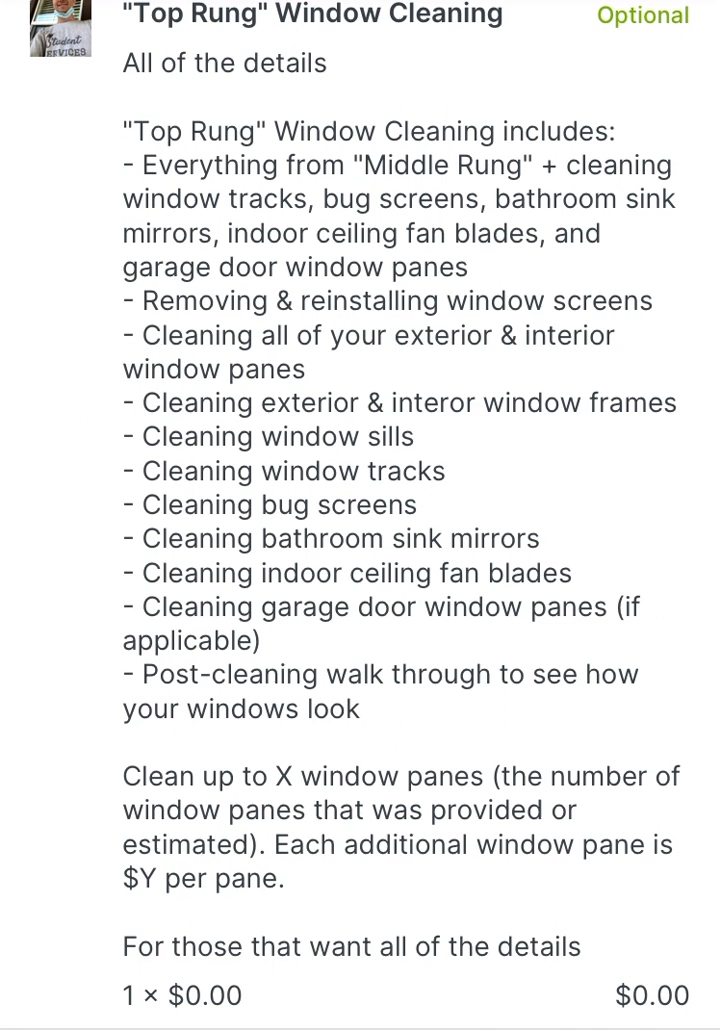 "Top Rung" Window Cleaning
Optional
Student
SERVICES
All of the details
"Top Rung" Window Cleaning includes:
- Everything from "Middle Rung" + cleaning
window tracks, bug screens, bathroom sink
mirrors, indoor ceiling fan blades, and
garage door window panes
- Removing & reinstalling window screens
- Cleaning all of your exterior & interior
window panes
- Cleaning exterior & interor window frames
- Cleaning window sills
- Cleaning window tracks
- Cleaning bug screens
- Cleaning bathroom sink mirrors
- Cleaning indoor ceiling fan blades
- Cleaning garage door window panes (if
applicable)
- Post-cleaning walk through to see how
your windows look
Clean up to X window panes (the number of
window panes that was provided or
estimated). Each additional window pane is
$Y per pane.
For those that want all of the details
1 × $0.00
$0.00